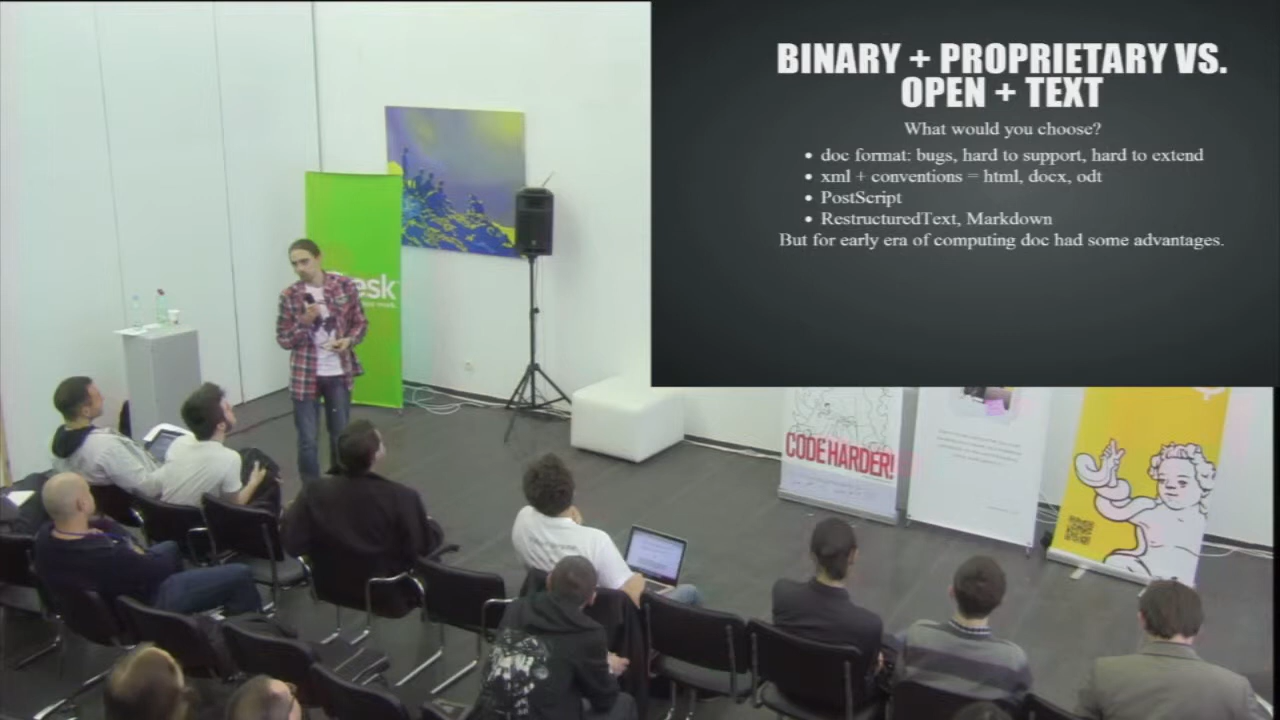 BINARY + PROPRIETARY VS.
OPEN + TEXT
What would you choose?
• doc format: bugs, hard to support, hard to extend
• xml + conventions = html, docx, odt
• PostScript
• RestructuredText, Markdown
But for early era of computing doc had some advantages.
esk
CODE HARDER!